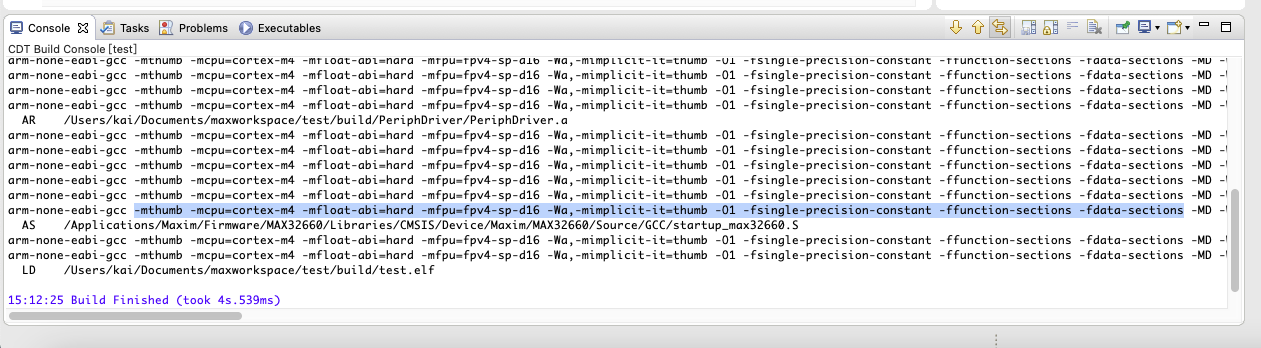 Console Tasks Problems Executables
CDT Build Console [test]
arm-none-eabi-gcc -mthumb -mcpu=cortex-m4 -mfloat-abi=hard -mfpu=fpv4-sp-d16 -Wa,-mimplicit-it=thumb -O1 -fsingle-precision-constant -ffunction-sections -fdata-sections -MD -
arm-none-eabi-gcc -mthumb -mcpu=cortex-m4 -mfloat-abi=hard -mfpu=fpv4-sp-d16 -Wa,-mimplicit-it=thumb -O1 -fsingle-precision-constant -ffunction-sections -fdata-sections -MD -
arm-none-eabi-gcc -mthumb -mcpu=cortex-m4 -mfloat-abi=hard -mfpu=fpv4-sp-d16 -Wa,-mimplicit-it=thumb -O1 -fsingle-precision-constant -ffunction-sections -fdata-sections -MD -
arm-none-eabi-gcc -mthumb -mcpu=cortex-m4 -mfloat-abi=hard -mfpu=fpv4-sp-d16 -Wa,-mimplicit-it=thumb -O1 -fsingle-precision-constant -ffunction-sections -fdata-sections -MD -
AR /Users/kai/Documents/maxworkspace/test/build/PeriphDriver/PeriphDriver.a
arm-none-eabi-gcc -mthumb -mcpu=cortex-m4 -mfloat-abi=hard -mfpu=fpv4-sp-d16 -Wa,-mimplicit-it=thumb -O1 -fsingle-precision-constant -ffunction-sections -fdata-sections -MD -
arm-none-eabi-gcc -mthumb -mcpu=cortex-m4 -mfloat-abi=hard -mfpu=fpv4-sp-d16 -Wa,-mimplicit-it=thumb -O1 -fsingle-precision-constant -ffunction-sections -fdata-sections -MD -
arm-none-eabi-gcc -mthumb -mcpu=cortex-m4 -mfloat-abi=hard -mfpu=fpv4-sp-d16 -Wa,-mimplicit-it=thumb -O1 -fsingle-precision-constant -ffunction-sections -fdata-sections -MD -
arm-none-eabi-gcc -mthumb -mcpu=cortex-m4 -mfloat-abi=hard -mfpu=fpv4-sp-d16 -Wa,-mimplicit-it=thumb -O1 -fsingle-precision-constant -ffunction-sections -fdata-sections -MD -
arm-none-eabi-gcc -mthumb -mcpu=cortex-m4 -mfloat-abi=hard -mfpu=fpv4-sp-d16 -Wa,-mimplicit-it=thumb -O1 -fsingle-precision-constant -ffunction-sections -fdata-sections -MD -
arm-none-eabi-gcc -mthumb -mcpu=cortex-m4 -mfloat-abi=hard -mfpu=fpv4-sp-d16 -Wa,-mimplicit-it=thumb -O1 -fsingle-precision-constant -ffunction-sections -fdata-sections -MD -
AS /Applications/Maxim/Firmware/MAX32660/Libraries/CMSIS/Device/Maxim/MAX32660/Source/GCC/startup_max32660.S
arm-none-eabi-gcc -mthumb -mcpu=cortex-m4 -mfloat-abi=hard -mfpu=fpv4-sp-d16 -Wa,-mimplicit-it=thumb -O1 -fsingle-precision-constant -ffunction-sections -fdata-sections -MD -
arm-none-eabi-gcc -mthumb -mcpu=cortex-m4 -mfloat-abi=hard -mfpu=fpv4-sp-d16 -Wa,-mimplicit-it=thumb -O1 -fsingle-precision-constant -ffunction-sections -fdata-sections -MD -
LD /Users/kai/Documents/maxworkspace/test/build/test.elf
15:12:25 Build Finished (took 4s.539ms)